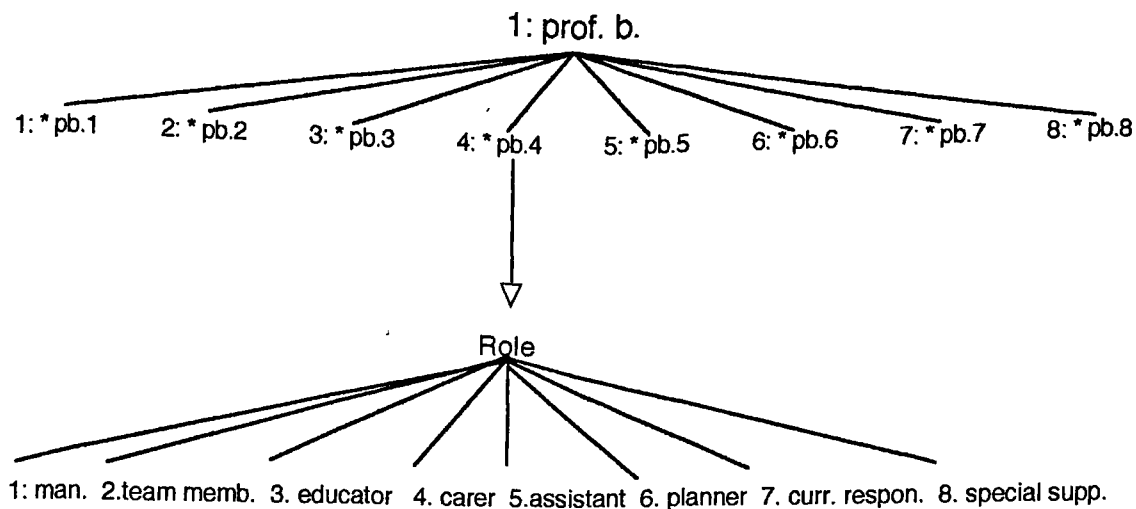 1: prof. b.
1: * pb.1 2: * pb.2 3: * pb.3 4: * pb.4 5: * pb.5 6: * pb.6 7: * pb.7 8: * pb.8
Role
1: man. 2.team memb. 3. educator 4. carer 5.assistant 6. planner 7. curr. respon. 8. special supp.